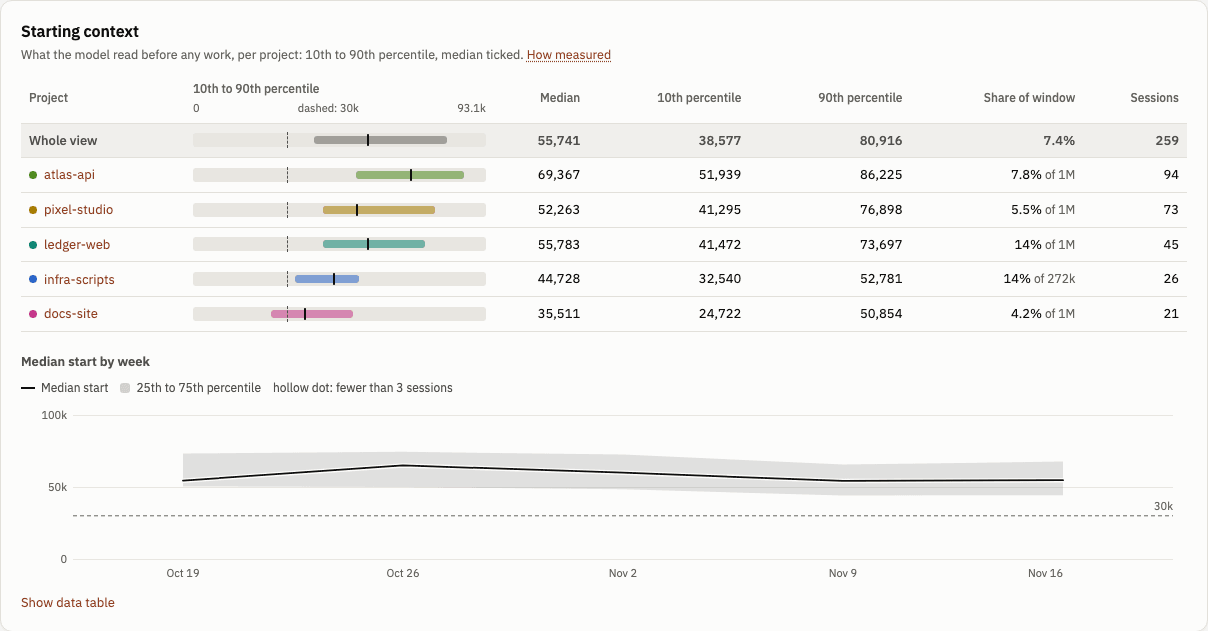 Starting context
What the model read before any work, per project: 10th to 90th percentile, median ticked. How measured
Project 10th to 90th percentile Median 10th percentile 90th percentile Share of window Sessions
0 dashed: 30k 93.1k
Whole view 55,741 38,577 80,916 7.4% 259
atlas-api 69,367 51,939 86,225 7.8% of 1M 94
pixel-studio 52,263 41,295 76,898 5.5% of 1M 73
ledger-web 55,783 41,472 73,697 14% of 1M 45
infra-scripts 44,728 32,540 52,781 14% of 272k 26
docs-site 35,511 24,722 50,854 4.2% of 1M 21
Median start by week
Median start 25th to 75th percentile hollow dot: fewer than 3 sessions
100k
50k
30k
0
Oct 19 Oct 26 Nov 2 Nov 9 Nov 16
Show data table